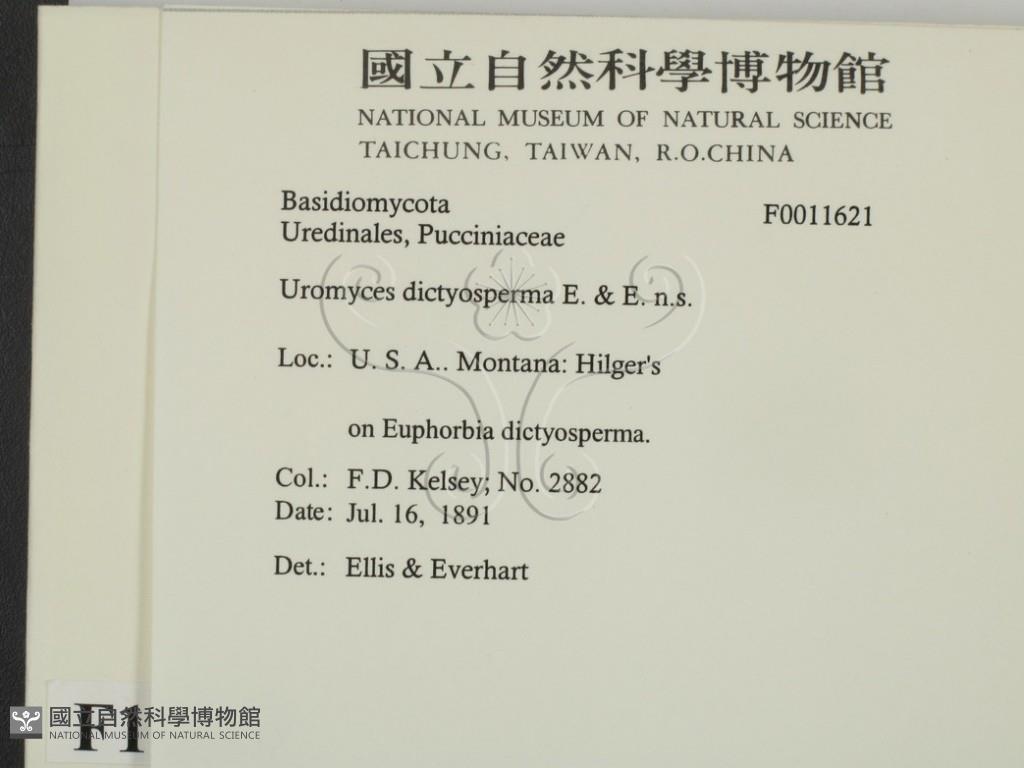 國立自然科學博物館
NATIONAL MUSEUM OF NATURAL SCIENCE
TAICHUNG, TAIWAN, R.O.CHINA
Basidiomycota
F0011621
Uredinales, Pucciniaceae
Uromyces dictyosperma E. & E. n.s.
Loc.: U. S. A.. Montana: Hilger's
on Euphorbia dictyosperma.
Col.: F.D. Kelsey; No. 2882
Date: Jul. 16, 1891
Det.: Ellis & Everhart
F1
國立自然科學博物館
NATIONAL MUSEUM OF NATURAL SCIENCE